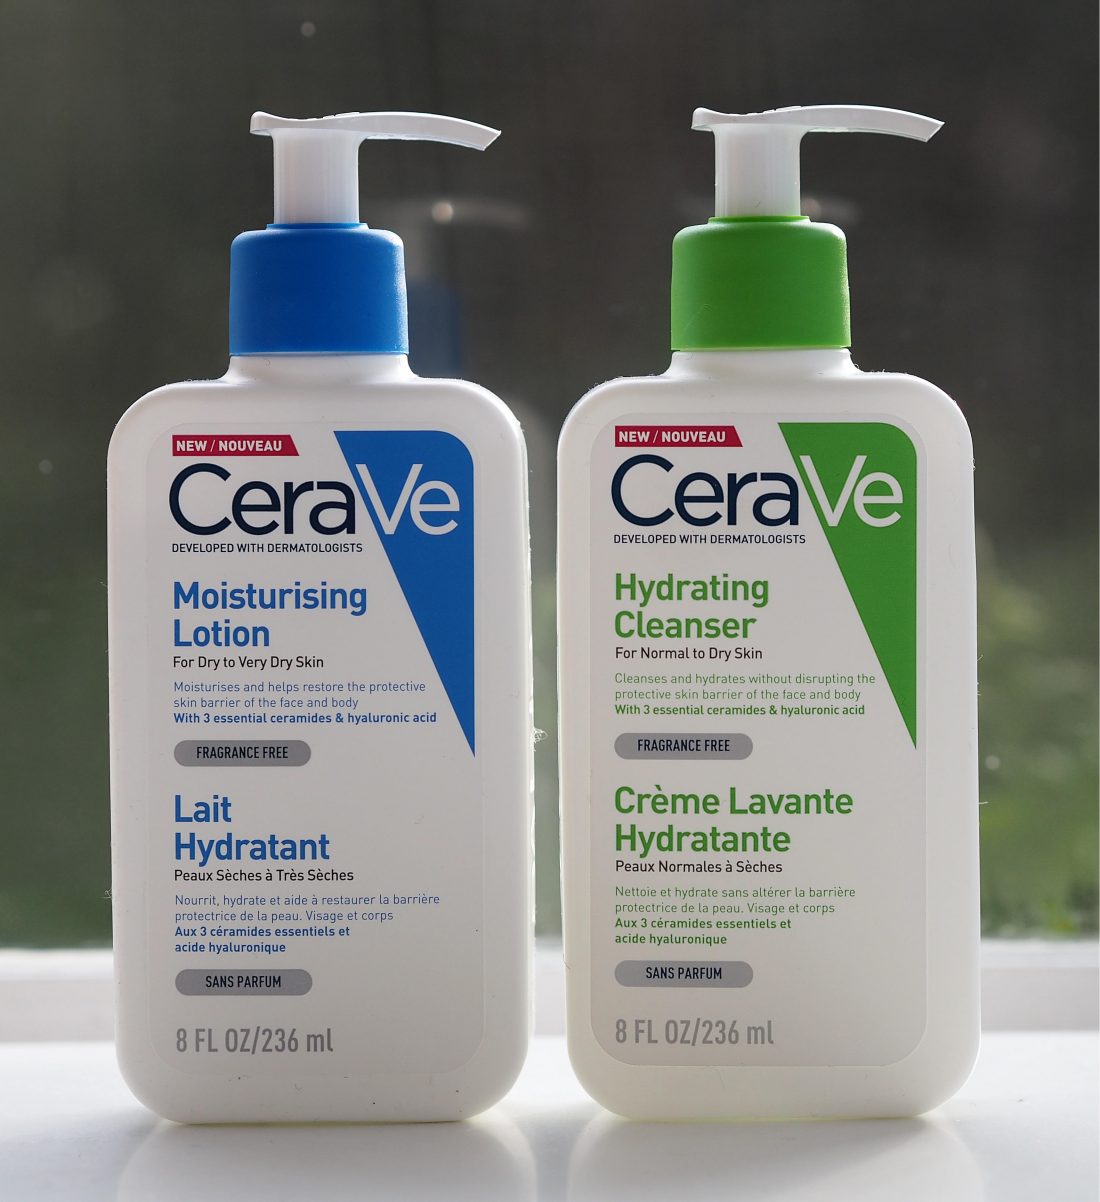 NEW / NOUVEAU
CeraVe
DEVELOPED WITH DERMATOLOGISTS
Moisturising
Lotion
For Dry to Very Dry Skin
Moisturises and helps restore the protective
skin barrier of the face and body
With 3 essential ceramides & hyaluronic acid
FRAGRANCE FREE
Lait
Hydratant
Peaux Sèches à Très Sèches
Nourrit, hydrate et aide à restaurer la barrière
protectrice de la peau. Visage et corps
Aux 3 céramides essentiels et
acide hyaluronique
SANS PARFUM
8 FL OZ/236 ml
NEW / NOUVEAU
CeraVe
DEVELOPED WITH DERMATOLOGISTS
Hydrating
Cleanser
For Normal to Dry Skin
Cleanses and hydrates without disrupting the
protective skin barrier of the face and body
With 3 essential ceramides & hyaluronic acid
FRAGRANCE FREE
Crème Lavante
Hydratante
Peaux Normales à Sèches
Nettoie et hydrate sans altérer la barrière
protectrice de la peau. Visage et corps
Aux 3 céramides essentiels et
acide hyaluronique
SANS PARFUM
8 FL OZ/236 ml